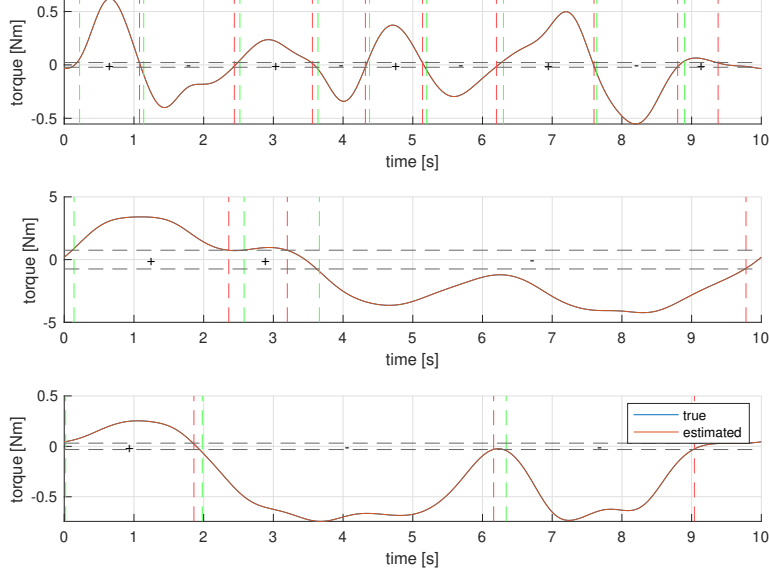 torque [Nm]
0.5
0
-0.5
+ - + - + - + - +
0 1 2 3 4 5 6 7 8 9 10
time [s]
torque [Nm]
5
0
-5
+ + -
0 1 2 3 4 5 6 7 8 9 10
time [s]
torque [Nm]
0.5
0
-0.5
+ - -
true
estimated
0 1 2 3 4 5 6 7 8 9 10
time [s]